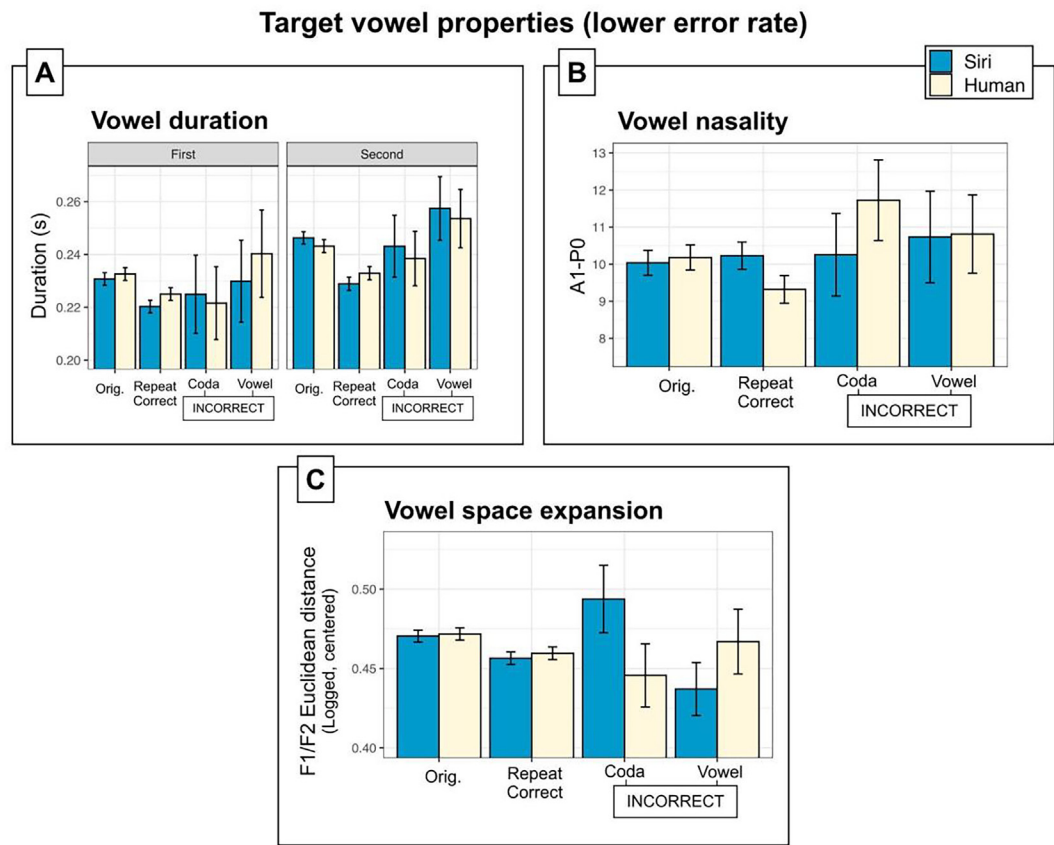 Target vowel properties (lower error rate)
A
Vowel duration
First
Second
Duration (s)
0.26
0.24
0.22
0.20
Orig.
Repeat
Correct
Coda
Vowel
INCORRECT
Orig.
Repeat
Correct
Coda
Vowel
INCORRECT
B
Siri
Human
Vowel nasality
A1-P0
13
12
11
10
9
8
Orig.
Repeat
Correct
Coda
Vowel
INCORRECT
C
Vowel space expansion
F1/F2 Euclidean distance
(Logged, centered)
0.50
0.45
0.40
Orig.
Repeat
Correct
Coda
Vowel
INCORRECT